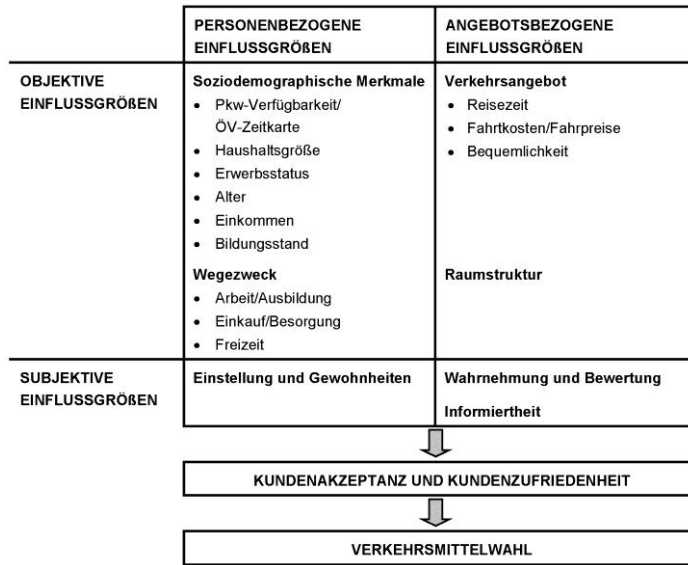 PERSONENBEZOGENE
EINFLUSSGRÖßEN
ANGEBOTSBEZOGENE
EINFLUSSGRÖßEN
OBJEKTIVE
EINFLUSSGRÖßEN
Soziodemographische Merkmale
• Pkw-Verfügbarkeit/
ÖV-Zeitkarte
• Haushaltsgröße
• Erwerbsstatus
• Alter
• Einkommen
• Bildungsstand
Wegezweck
• Arbeit/Ausbildung
• Einkauf/Besorgung
• Freizeit
Verkehrsangebot
• Reisezeit
• Fahrtkosten/Fahrpreise
• Bequemlichkeit
Raumstruktur
SUBJEKTIVE
EINFLUSSGRÖßEN
Einstellung und Gewohnheiten
Wahrnehmung und Bewertung
Informiertheit
KUNDENAKZEPTANZ UND KUNDENZUFRIEDENHEIT
VERKEHRSMITTELWAHL